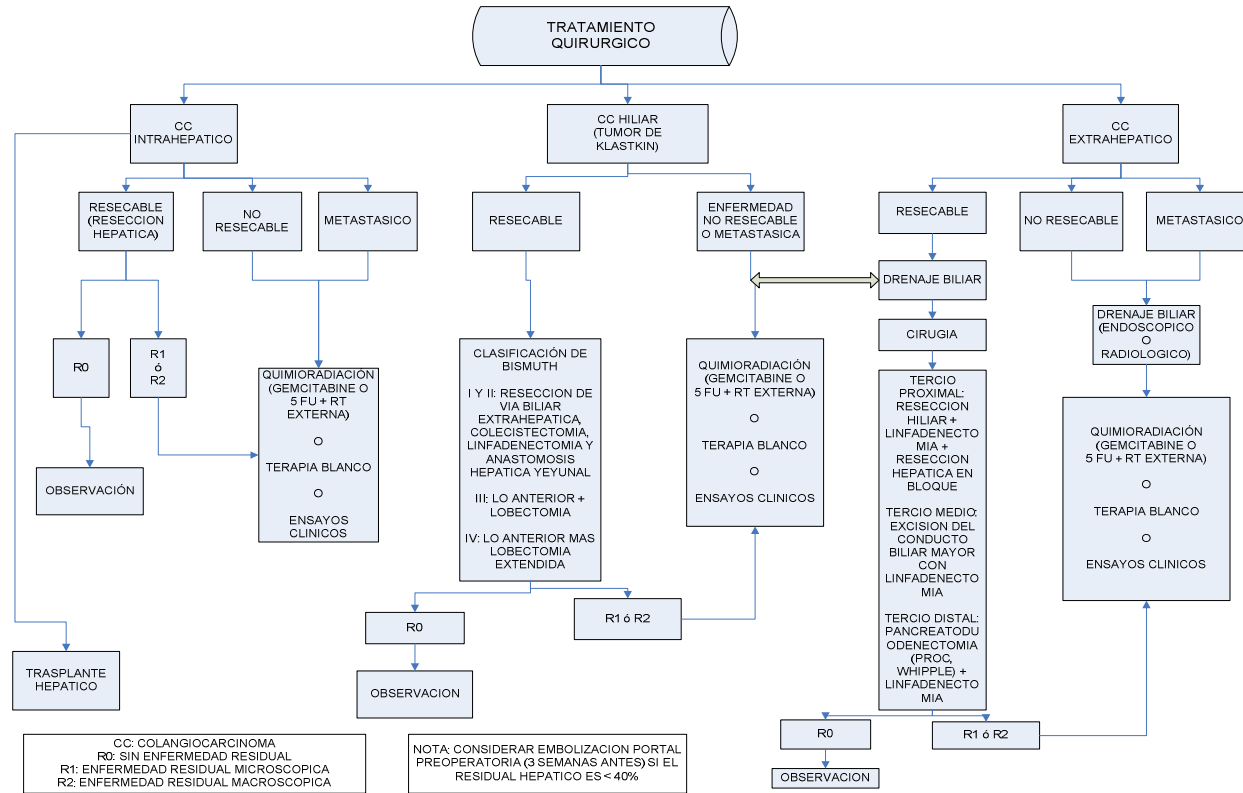 TRATAMIENTO
QUIRURGICO
CC
INTRAHEPATICO
CC HILIAR
(TUMOR DE
KLASTKIN)
CC
EXTRAHEPATICO
RESECABLE
(RESECCION
HEPATICA)
NO
RESECABLE
METASTASICO
RESECABLE
ENFERMEDAD
NO RESECABLE
O METASTASICA
RESECABLE
NO RESECABLE
METASTASICO
DRENAJE BILIAR
CIRUGIA
DRENAJE BILIAR
(ENDOSCOPICO
O
RADIOLOGICO)
R0
R1
ó
R2
QUIMIORADIACIÓN
(GEMCITABINE O
5 FU + RT
EXTERNA)
O
TERAPIA BLANCO
O
ENSAYOS
CLINICOS
OBSERVACIÓN
CLASIFICACIÓN DE
BISMUTH
I Y II: RESECCION DE
VIA BILIAR
EXTRAHEPATICA,
COLECISTECTOMIA,
LINFADENECTOMIA Y
ANASTOMOSIS
HEPATICA YEYUNAL
III: LO ANTERIOR +
LOBECTOMIA
IV: LO ANTERIOR MAS
LOBECTOMIA
EXTENDIDA
QUIMIORADIACIÓN
(GEMCITABINE O
5 FU + RT EXTERNA)
O
TERAPIA BLANCO
O
ENSAYOS CLINICOS
TERCIO
PROXIMAL:
RESECCION
HILIAR +
LINFADENECTO
MIA +
RESECCION
HEPATICA EN
BLOQUE
TERCIO MEDIO:
EXCISION DEL
CONDUCTO
BILIAR MAYOR
CON
LINFADENECTO
MIA
TERCIO DISTAL:
PANCREATODU
ODENECTOMIA
(PROC,
WHIPPLE) +
LINFADENECTO
MIA
QUIMIORADIACIÓN
(GEMCITABINE O
5 FU + RT EXTERNA)
O
TERAPIA BLANCO
O
ENSAYOS CLINICOS
R0
R1 ó R2
OBSERVACION
TRASPLANTE
HEPATICO
R0
R1 ó R2
OBSERVACION
CC: COLANGIOCARCINOMA
R0: SIN ENFERMEDAD RESIDUAL
R1: ENFERMEDAD RESIDUAL MICROSCOPICA
R2: ENFERMEDAD RESIDUAL MACROSCOPICA
NOTA: CONSIDERAR EMBOLIZACION PORTAL
PREOPERATORIA (3 SEMANAS ANTES) SI EL
RESIDUAL HEPATICO ES < 40%